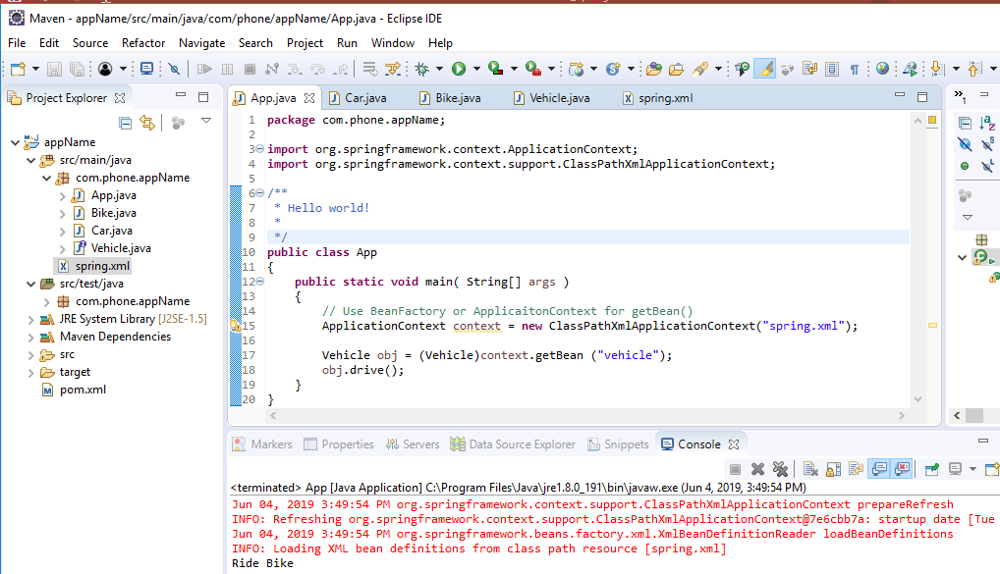 Maven - appName/src/main/java/com/phone/appName/App.java - Eclipse IDE
File Edit Source Refactor Navigate Search Project Run Window Help
Project Explorer
appName
src/main/java
com.phone.appName
App.java
Bike.java
Car.java
Vehicle.java
spring.xml
src/test/java
com.phone.appName
JRE System Library [J2SE-1.5]
Maven Dependencies
src
target
pom.xml
App.java Car.java Bike.java Vehicle.java spring.xml
1 package com.phone.appName;
2
3 import org.springframework.context.ApplicationContext;
4 import org.springframework.context.support.ClassPathXmlApplicationContext;
5
6 /**
7 * Hello world!
8 *
9 */
10 public class App
11 {
12 public static void main( String[] args )
13 {
14 // Use BeanFactory or ApplicaitonContext for getBean()
15 ApplicationContext context = new ClassPathXmlApplicationContext("spring.xml");
16
17 Vehicle obj = (Vehicle)context.getBean ("vehicle");
18 obj.drive();
19 }
20 }
Markers Properties Servers Data Source Explorer Snippets Console
<terminated> App [Java Application] C:\Program Files\Java\jre1.8.0_191\bin\javaw.exe (Jun 4, 2019, 3:49:54 PM)
Jun 04, 2019 3:49:54 PM org.springframework.context.support.ClassPathXmlApplicationContext prepareRefresh
INFO: Refreshing org.springframework.context.support.ClassPathXmlApplicationContext@7e6cbb7a: startup date [Tue
Jun 04, 2019 3:49:54 PM org.springframework.beans.factory.xml.XmlBeanDefinitionReader loadBeanDefinitions
INFO: Loading XML bean definitions from class path resource [spring.xml]
Ride Bike